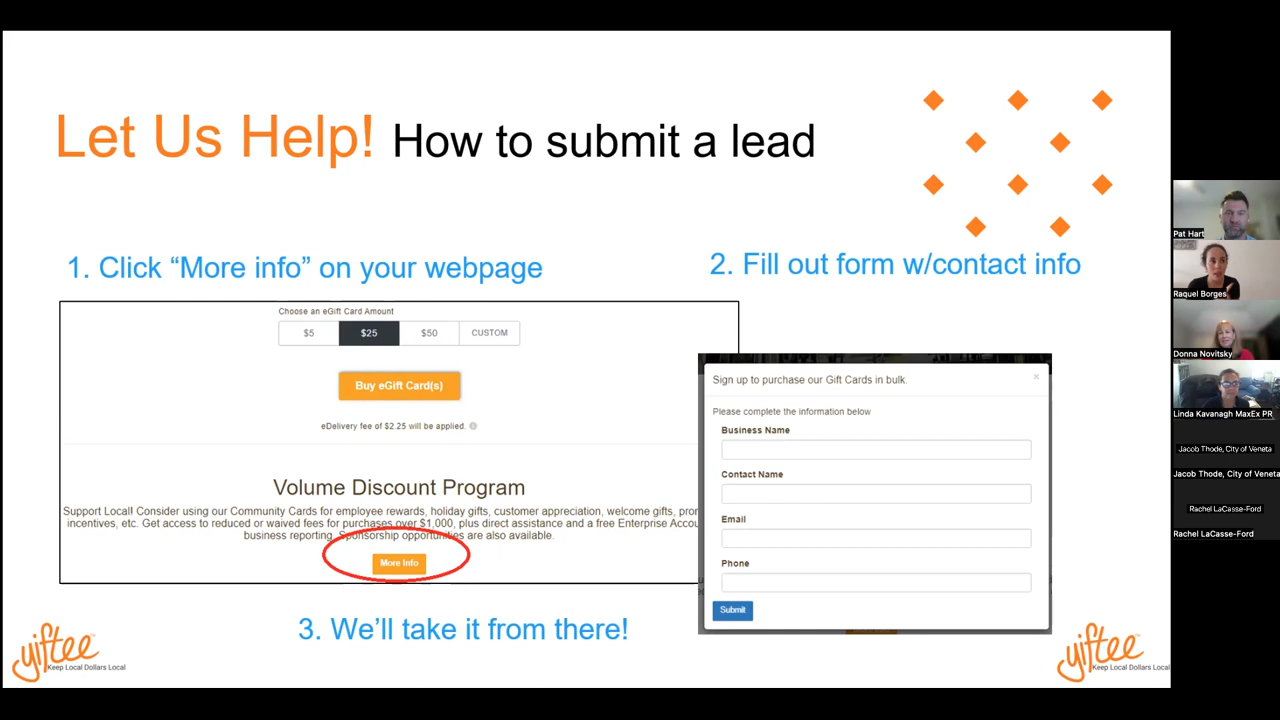 Let Us Help! How to submit a lead
1. Click “More info” on your webpage
2. Fill out form w/contact info
Choose an eGift Card Amount
$5 $25 $50 CUSTOM
Buy eGift Card(s)
eDelivery fee of $2.25 will be applied.
Volume Discount Program
Support Local! Consider using our Community Cards for employee rewards, holiday gifts, customer appreciation, welcome gifts,
incentives, etc. Get access to reduced or waived fees for purchases over $1,000, plus direct assistance and a free Enterprise
business reporting. Sponsorship opportunities are also available.
More Info
Sign up to purchase our Gift Cards in bulk.
×
Please complete the information below
Business Name
Contact Name
Email
Phone
Submit
3. We’ll take it from there!
yiftee
Keep Local Dollars Local
yiftee
Keep Local Dollars Local
Pat Hart
Raquel Borges
Donna Novitsky
Linda Kavanagh MaxEx PR
Jacob Thode, City of Veneta
Jacob Thode, City of Veneta
Rachel LaCasse-Ford
Rachel LaCasse-Ford